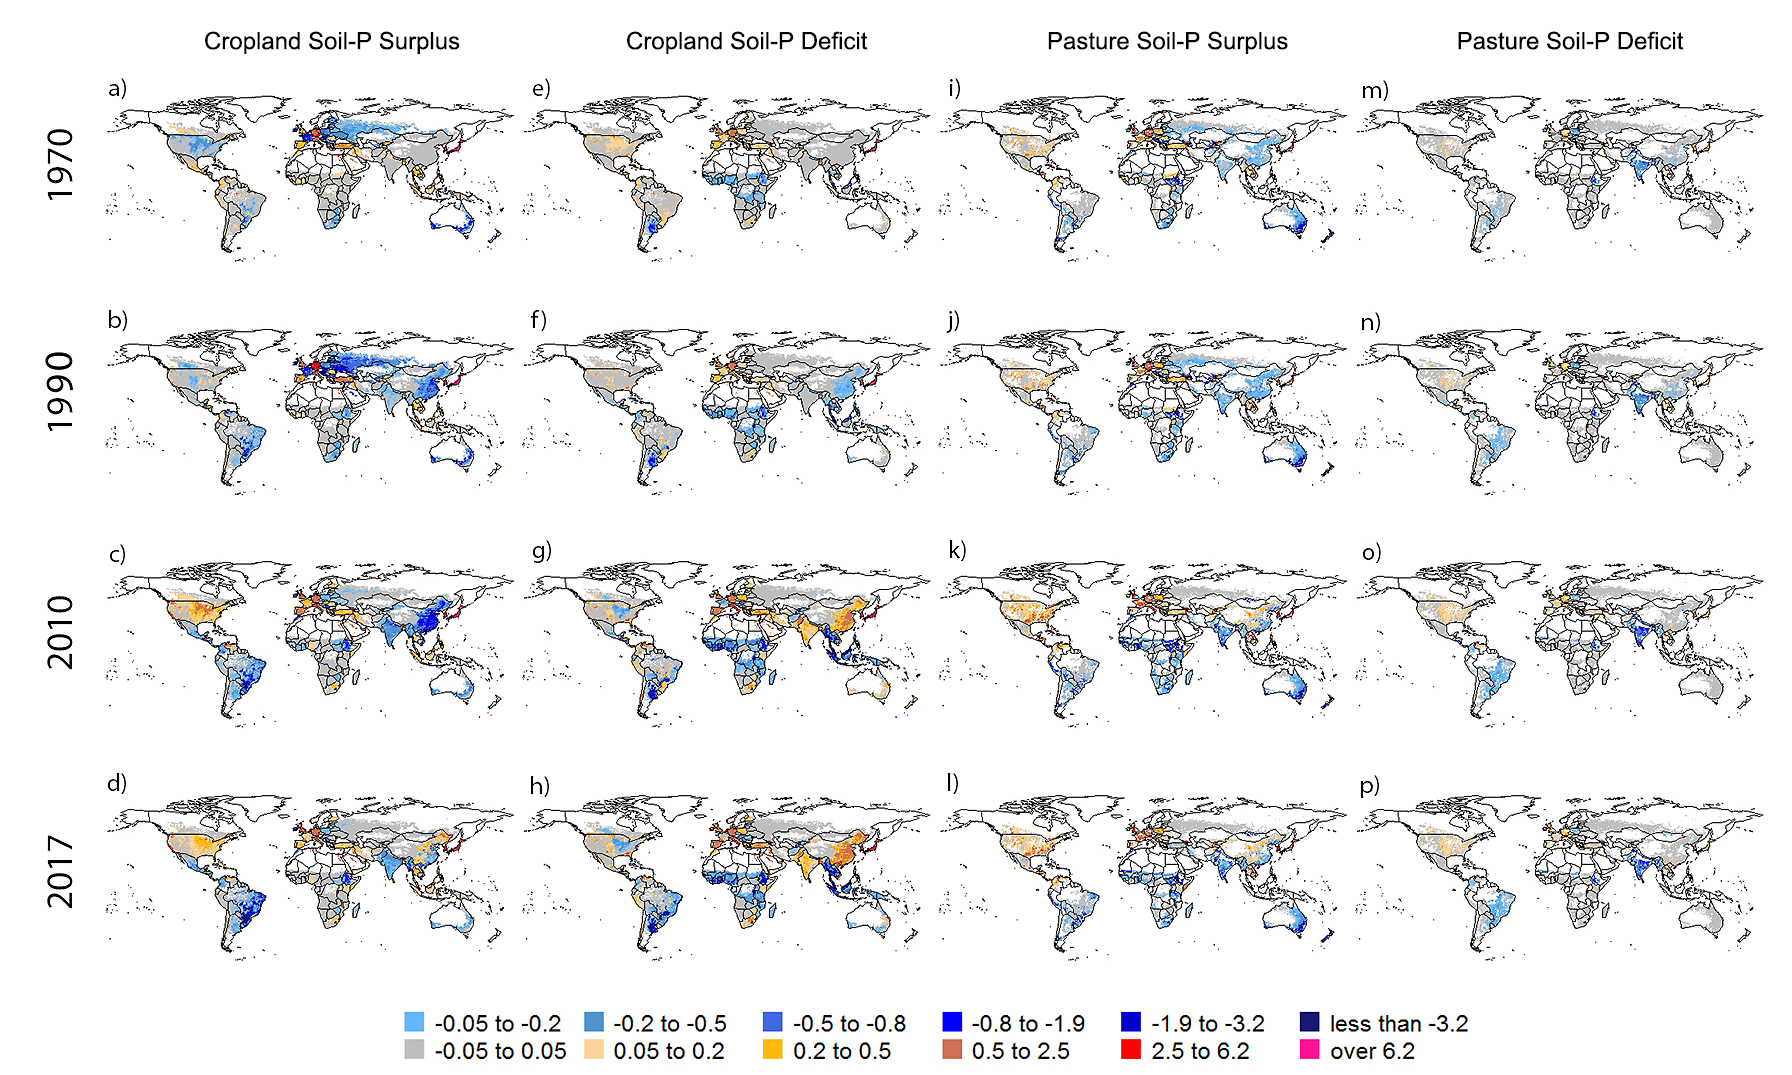 Cropland Soil-P Surplus Cropland Soil-P Deficit Pasture Soil-P Surplus Pasture Soil-P Deficit
a) e) i) m)
1970
b) f) j) n)
1990
c) g) k) o)
2010
d) h) l) p)
2017
-0.05 to -0.2 -0.2 to -0.5 -0.5 to -0.8 -0.8 to -1.9 -1.9 to -3.2 less than -3.2
-0.05 to 0.05 0.05 to 0.2 0.2 to 0.5 0.5 to 2.5 2.5 to 6.2 over 6.2